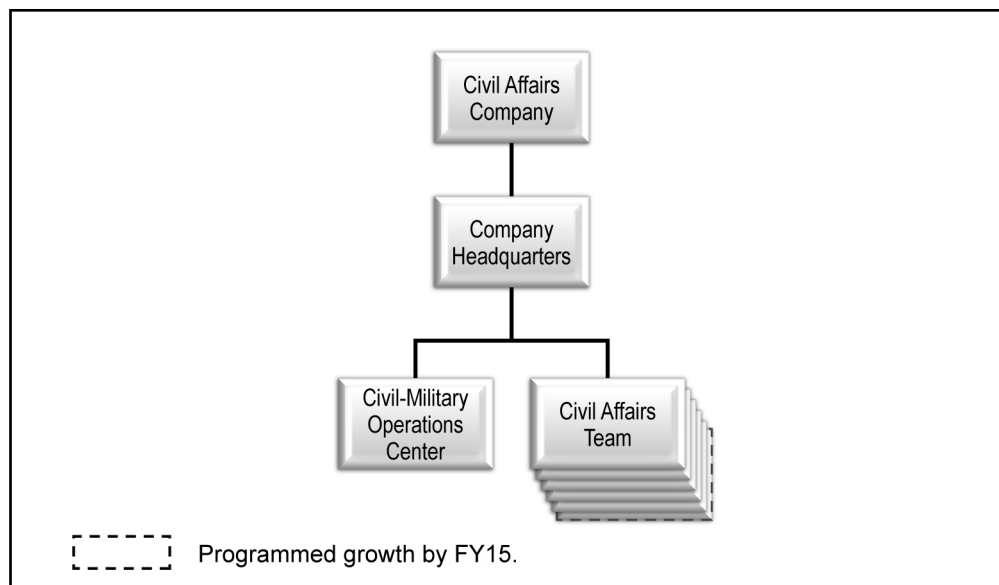 Civil Affairs
Company
Company
Headquarters
Civil-Military
Operations
Center
Civil Affairs
Team
Programmed growth by FY15.